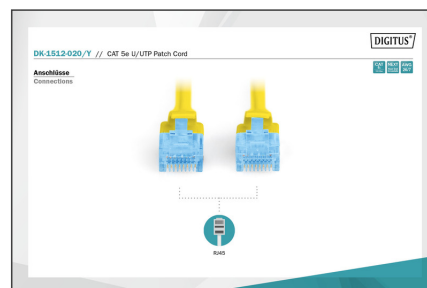 DIGITUS®
DK-1512-020/Y // CAT 5e U/UTP Patch Cord
Anschlüsse
Connections
RJ45